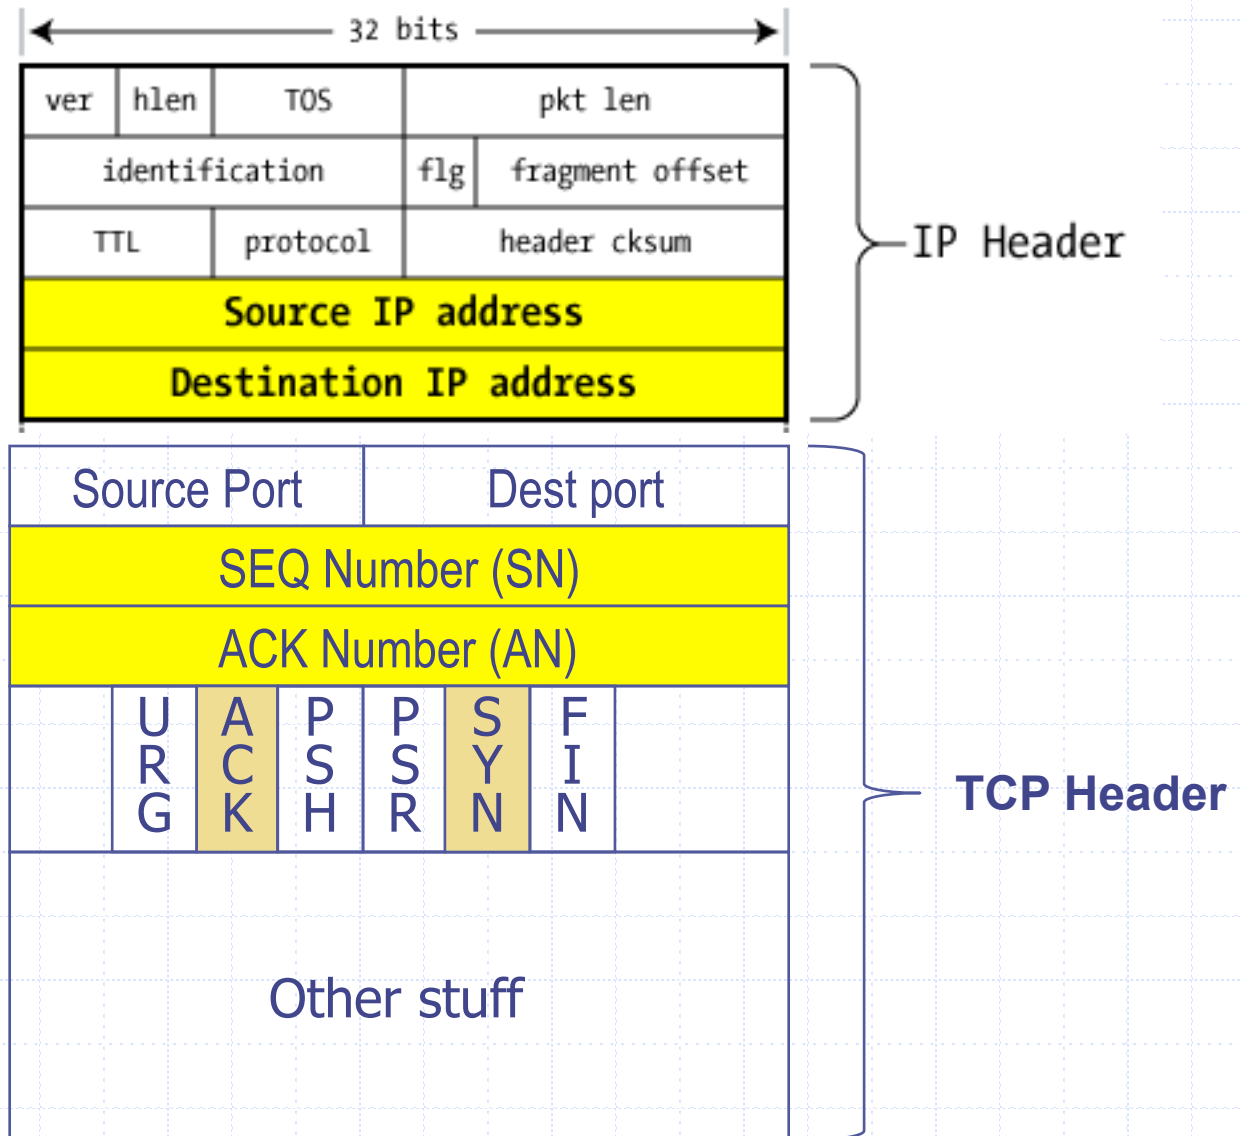 32 bits
ver hlen TOS pkt len
identification flg fragment offset
TTL protocol header cksum
Source IP address
Destination IP address
IP Header
Source Port Dest port
SEQ Number (SN)
ACK Number (AN)
URG ACK PSH PSR SYN FIN
TCP Header
Other stuff